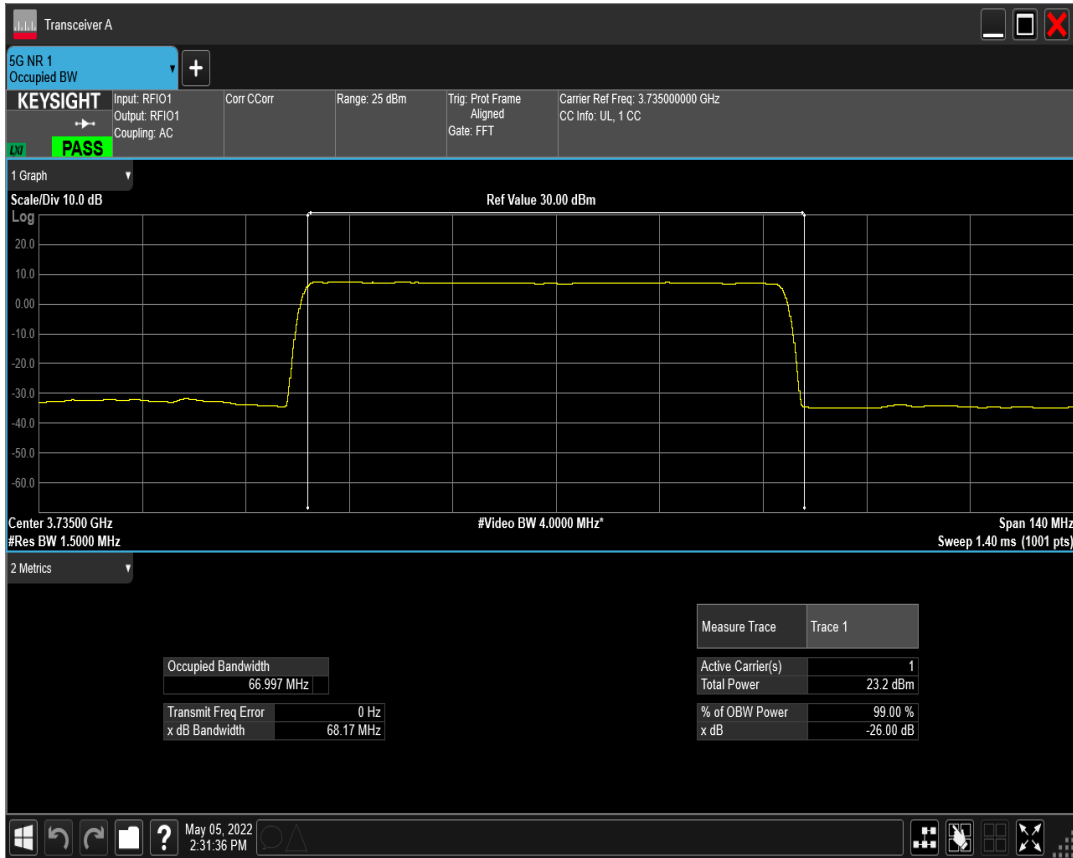 Transceiver A
5G NR 1
Occupied BW
KEYSIGHT
LXI
PASS
Input: RFIO1
Output: RFIO1
Coupling: AC
Corr CCorr
Range: 25 dBm
Trig: Prot Frame
Aligned
Gate: FFT
Carrier Ref Freq: 3.735000000 GHz
CC Info: UL, 1 CC
1 Graph
Scale/Div 10.0 dB
Ref Value 30.00 dBm
Log
20.0
10.0
0.00
-10.0
-20.0
-30.0
-40.0
-50.0
-60.0
Center 3.73500 GHz
#Video BW 4.0000 MHz*
Span 140 MHz
#Res BW 1.5000 MHz
Sweep 1.40 ms (1001 pts)
2 Metrics
Measure Trace Trace 1
Occupied Bandwidth
66.997 MHz
Active Carrier(s) 1
Total Power 23.2 dBm
Transmit Freq Error 0 Hz
x dB Bandwidth 68.17 MHz
% of OBW Power 99.00 %
x dB -26.00 dB
?
May 05, 2022
2:31:36 PM